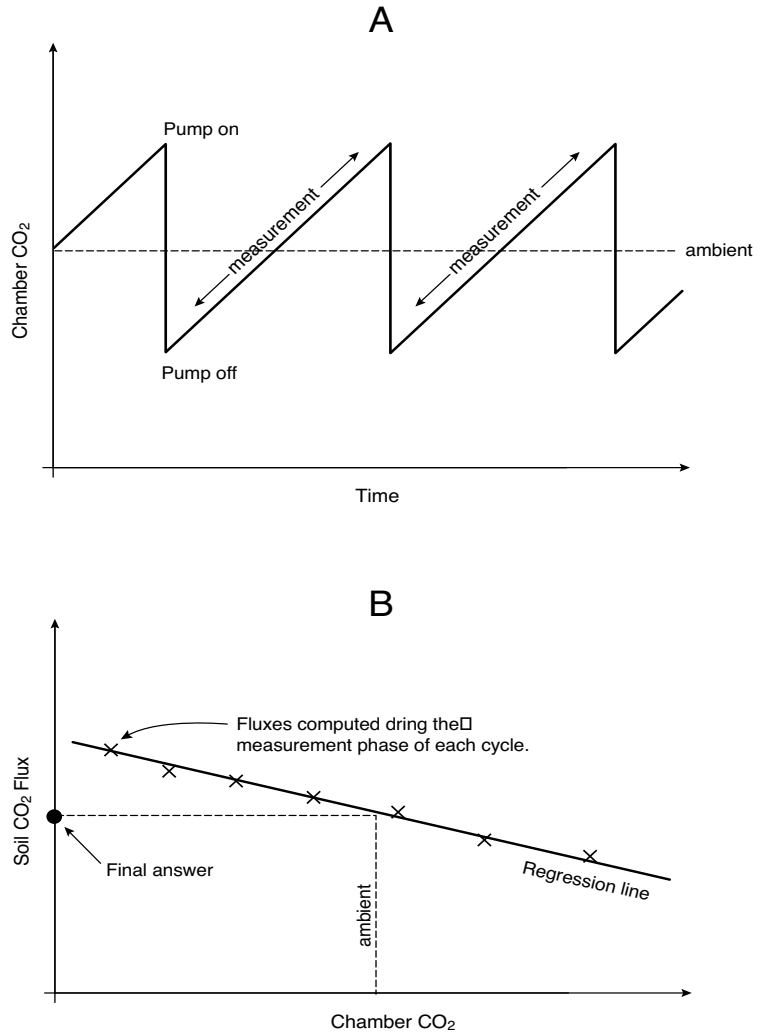 A
Pump on
measurement
measurement
ambient
Chamber CO₂
Pump off
Time
B
Fluxes computed dring the□
measurement phase of each cycle.
Soil CO₂ Flux
Final answer
ambient
Regression line
Chamber CO₂